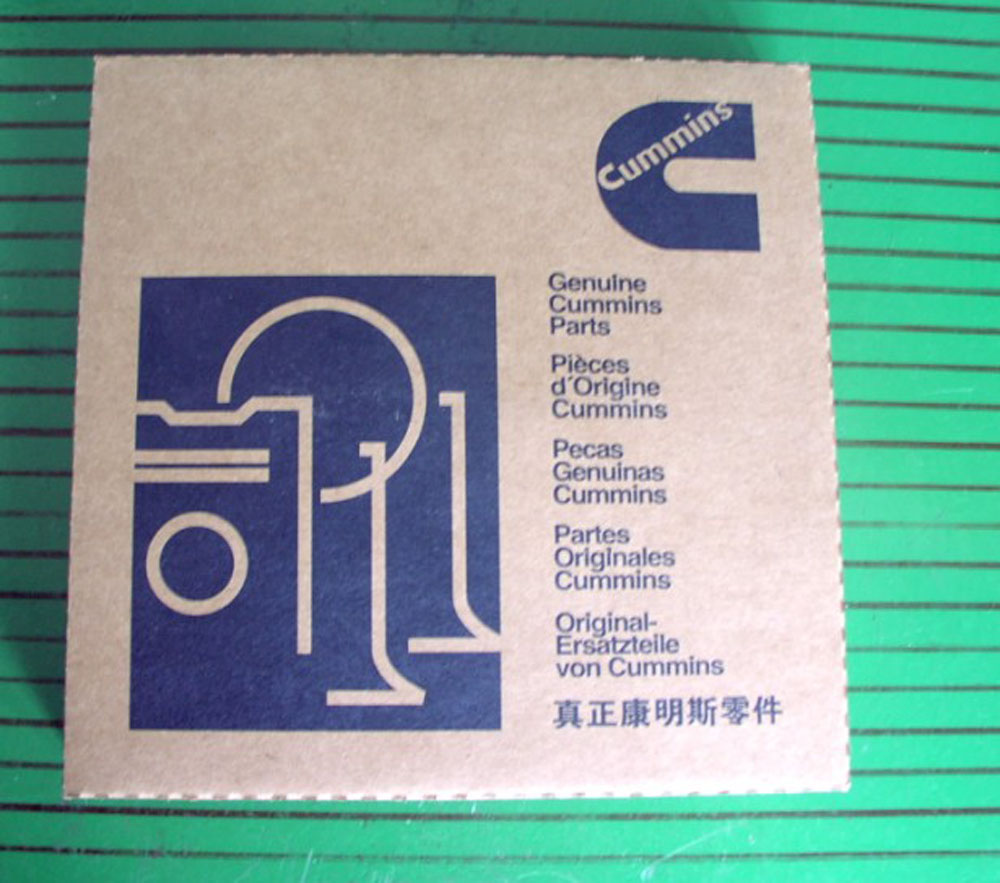 Cummins
Genuine
Cummins
Parts
Pièces
d´Origine
Cummins
Pecas
Genuinas
Cummins
Partes
Originales
Cummins
Original-
Ersatzteile
von Cummins
真正康明斯零件